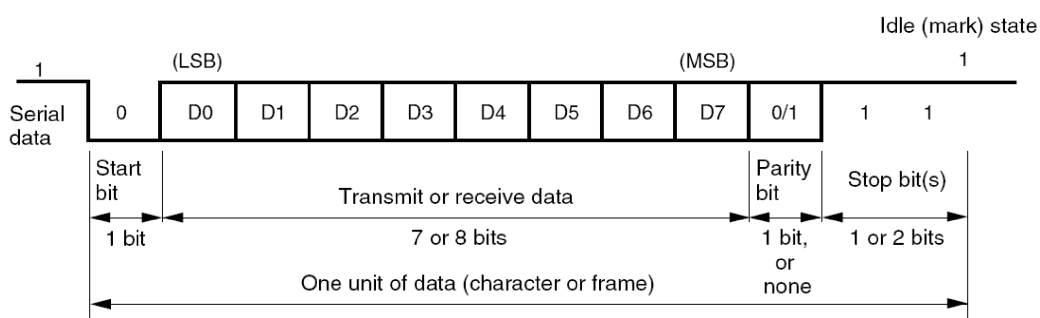 Idle (mark) state
1 (LSB) (MSB) 1
Serial data
0 D0 D1 D2 D3 D4 D5 D6 D7 0/1 1 1
Start bit
Transmit or receive data
Parity bit
Stop bit(s)
1 bit
7 or 8 bits
1 bit, or none
1 or 2 bits
One unit of data (character or frame)